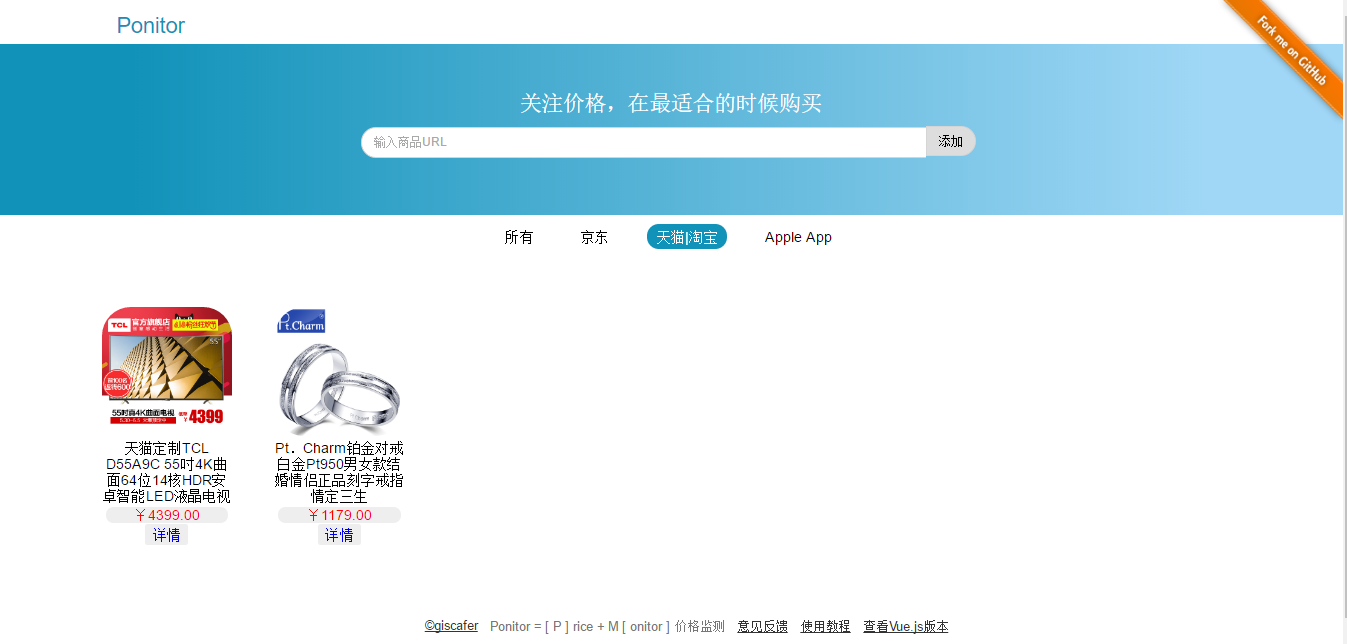 Ponitor
Fork me on GitHub
关注价格，在最适合的时候购买
输入商品URL
添加
所有 京东 天猫|淘宝 Apple App
TCL 官方旗舰店
55"
前100名
55吋真4K曲面电视
¥4399
Pt.Charm
天猫定制TCL
D55A9C 55吋4K曲
面64位14核HDR安
卓智能LED液晶电视
￥4399.00
详情
Pt．Charm铂金对戒
白金Pt950男女款结
婚情侣正品刻字戒指
情定三生
￥1179.00
详情
©giscafer Ponitor = [ P ] rice + M [ onitor ] 价格监测 意见反馈 使用教程 查看Vue.js版本